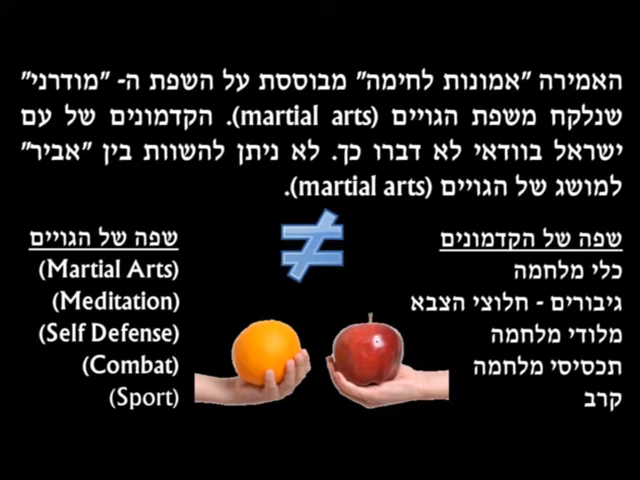 האמירה "אמונות לחימה" מבוססת על השפת ה- "מודרני"
שנלקח משפת הגויים (martial arts). הקדמונים של עם
ישראל בוודאי לא דברו כך. לא ניתן להשוות בין "אביר"
למושג של הגויים (martial arts).
שפה של הקדמונים
כלי מלחמה
גיבורים - חלוצי הצבא
מלודי מלחמה
תכסיסי מלחמה
קרב
≠
שפה של הגויים
(Martial Arts)
(Meditation)
(Self Defense)
(Combat)
(Sport)